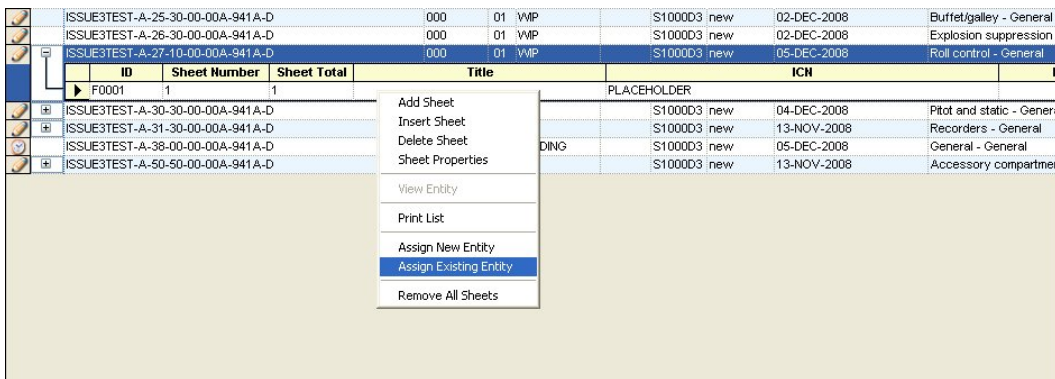 ISSUE3TEST-A-25-30-00-00A-941A-D 000 01 WIP S1000D3 new 02-DEC-2008 Buffet/galley - General
ISSUE3TEST-A-26-30-00-00A-941A-D 000 01 WIP S1000D3 new 02-DEC-2008 Explosion suppression
ISSUE3TEST-A-27-10-00-00A-941A-D 000 01 WIP S1000D3 new 05-DEC-2008 Roll control - General
ID Sheet Number Sheet Total Title ICN
F0001 1 1 PLACEHOLDER
ISSUE3TEST-A-30-30-00-00A-941A-D S1000D3 new 04-DEC-2008 Pitot and static - Genera
ISSUE3TEST-A-31-30-00-00A-941A-D S1000D3 new 13-NOV-2008 Recorders - General
ISSUE3TEST-A-38-00-00-00A-941A-D DING S1000D3 new 05-DEC-2008 General - General
ISSUE3TEST-A-50-50-00-00A-941A-D S1000D3 new 13-NOV-2008 Accessory compartme
Add Sheet
Insert Sheet
Delete Sheet
Sheet Properties
View Entity
Print List
Assign New Entity
Assign Existing Entity
Remove All Sheets